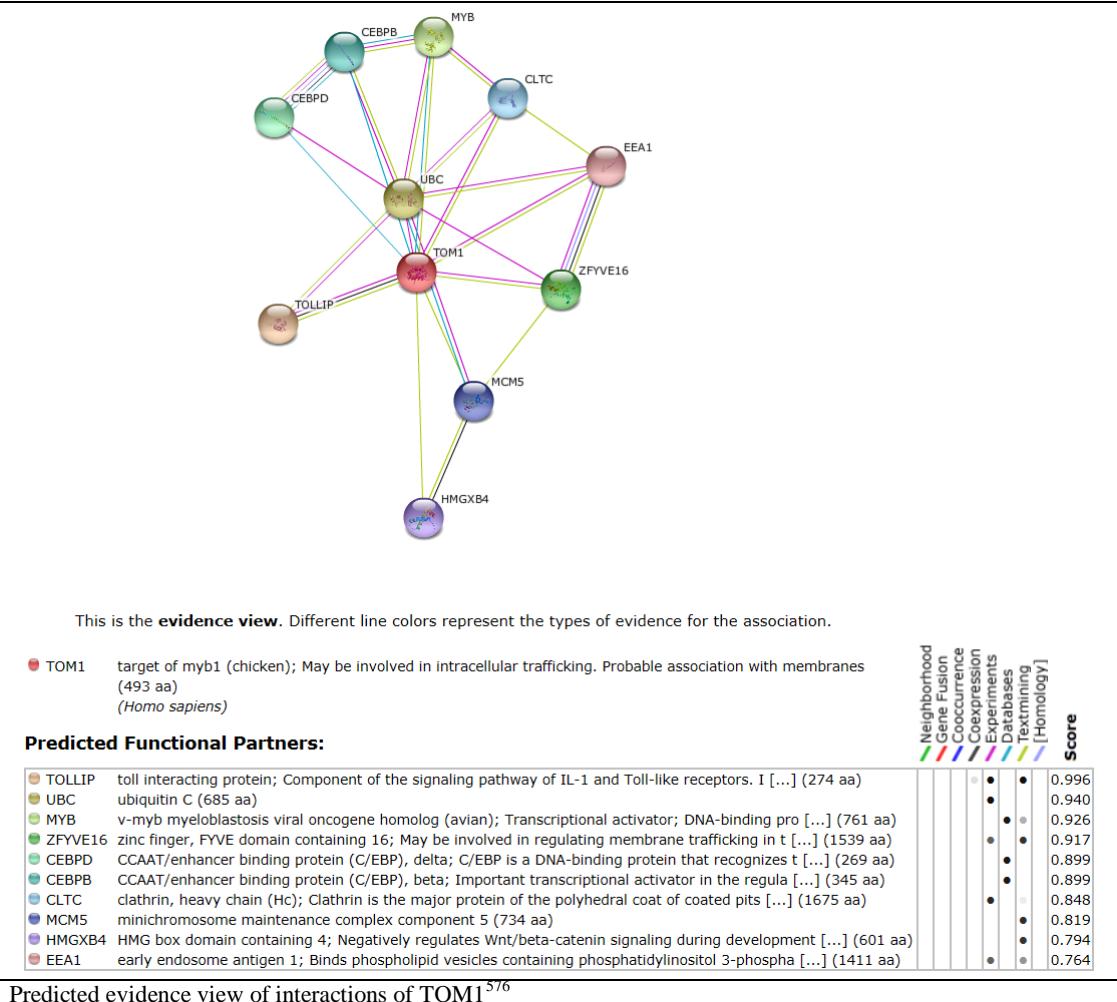 MYB
CEBPB
CLTC
CEBPD
EEA1
UBC
TOM1
ZFYVE16
TOLLIP
MCM5
HMGXB4
This is the evidence view. Different line colors represent the types of evidence for the association.
TOM1 target of myb1 (chicken); May be involved in intracellular trafficking. Probable association with membranes
(493 aa)
(Homo sapiens)
Neighborhood
Gene Fusion
Cooccurrence
Coexpression
Experiments
Databases
Textmining
[Homology]
Score
Predicted Functional Partners:
TOLLIP toll interacting protein; Component of the signaling pathway of IL-1 and Toll-like receptors. I [...] (274 aa) 0.996
UBC ubiquitin C (685 aa) 0.940
MYB v-myb myeloblastosis viral oncogene homolog (avian); Transcriptional activator; DNA-binding pro [...] (761 aa) 0.926
ZFYVE16 zinc finger, FYVE domain containing 16; May be involved in regulating membrane trafficking in t [...] (1539 aa) 0.917
CEBPD CCAAT/enhancer binding protein (C/EBP), delta; C/EBP is a DNA-binding protein that recognizes t [...] (269 aa) 0.899
CEBPB CCAAT/enhancer binding protein (C/EBP), beta; Important transcriptional activator in the regula [...] (345 aa) 0.899
CLTC clathrin, heavy chain (Hc); Clathrin is the major protein of the polyhedral coat of coated pits [...] (1675 aa) 0.848
MCM5 minichromosome maintenance complex component 5 (734 aa) 0.819
HMGXB4 HMG box domain containing 4; Negatively regulates Wnt/beta-catenin signaling during development [...] (601 aa) 0.794
EEA1 early endosome antigen 1; Binds phospholipid vesicles containing phosphatidylinositol 3-phospha [...] (1411 aa) 0.764
Predicted evidence view of interactions of TOM1576